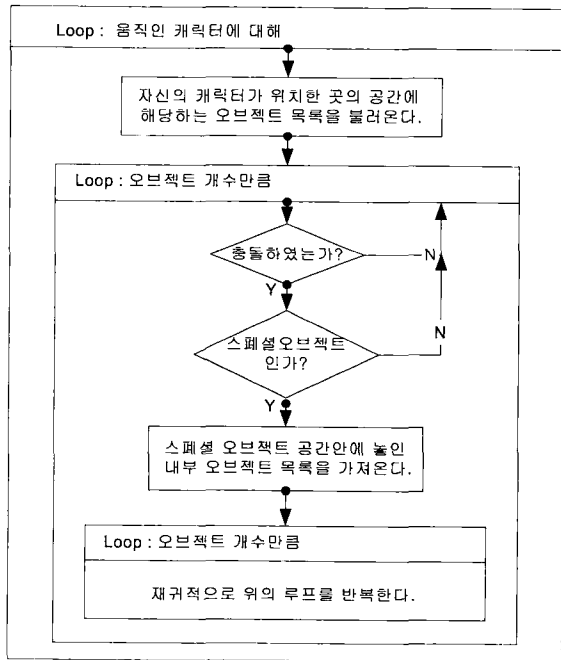 Loop : 움직인 캐릭터에 대해
자신의 캐릭터가 위치한 곳의 공간에
해당하는 오브젝트 목록을 불러온다.
Loop : 오브젝트 개수만큼
충돌하였는가?
N
Y
스페셜오브젝트
인가?
N
Y
스페셜 오브잭트 공간안에 놓인
내부 오브젝트 목록을 가져온다.
Loop : 오브젝트 개수만큼
재귀적으로 위의 루프를 반복한다.